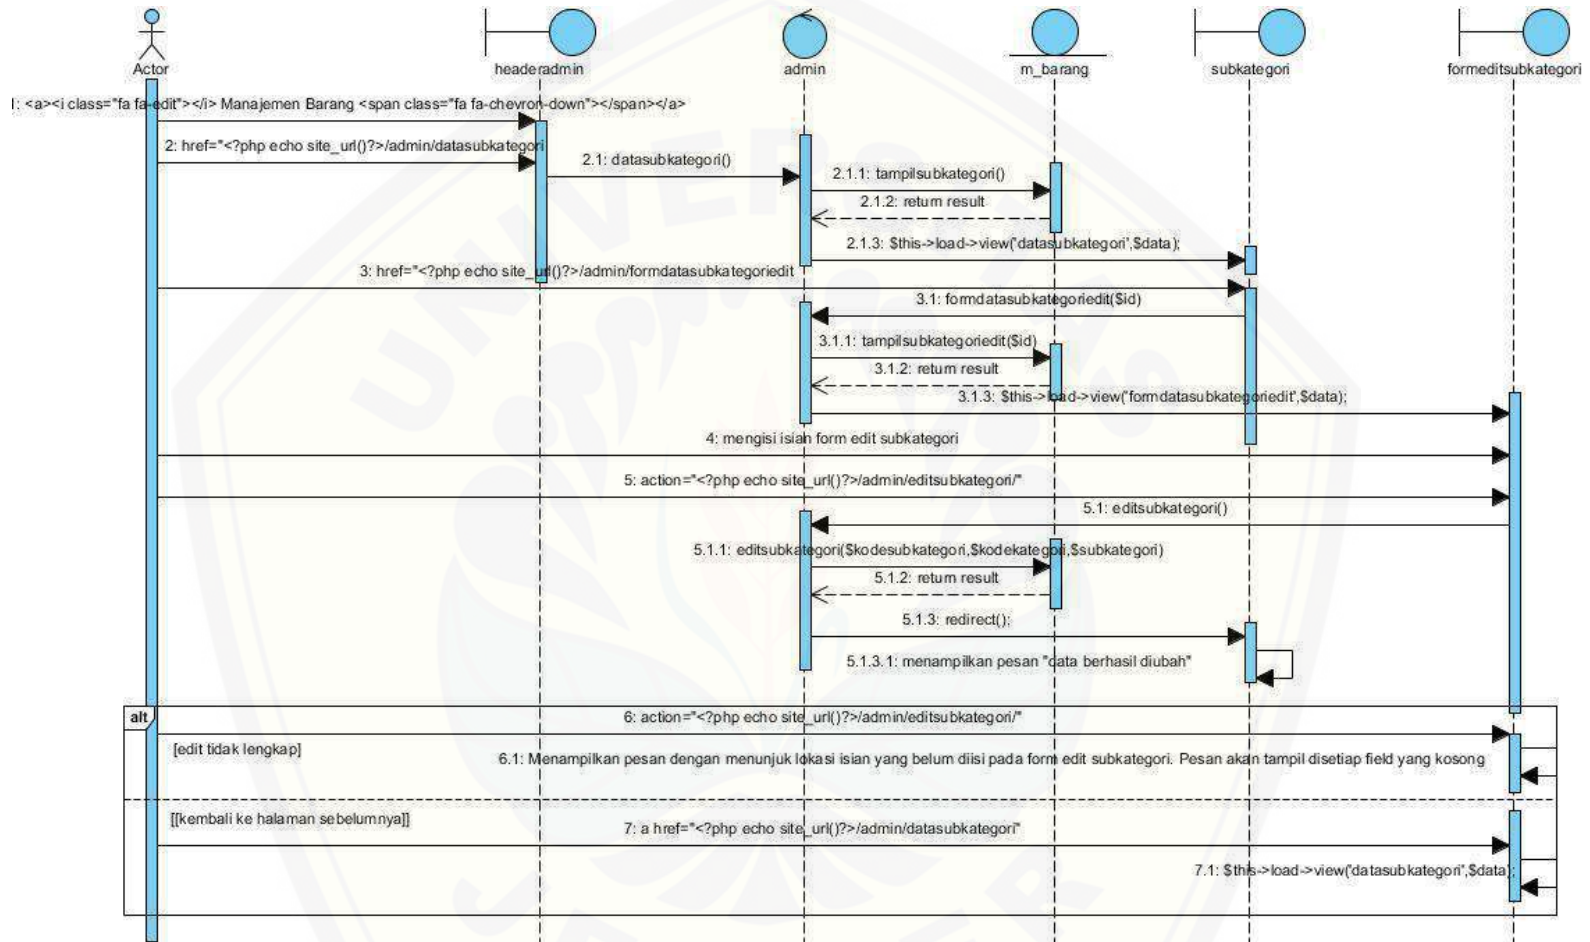 Actor
headeradmin
admin
m_barang
subkategori
formeditsubkategori
1: <a><i class="fa fa-edit"></i> Manajemen Barang <span class="fa fa-chevron-down"></span></a>
2: href="<?php echo site_url()?>/admin/datasubkategori
2.1: datasubkategori()
2.1.1: tampilsubkategori()
2.1.2: return result
2.1.3: $this->load->view('datasubkategori',$data);
3: href="<?php echo site_url()?>/admin/formdatasubkategoriedit
3.1: formdatasubkategoriedit($id)
3.1.1: tampilsubkategoriedit($id)
3.1.2: return result
3.1.3: $this->load->view('formdatasubkategoriedit',$data);
4: mengisi isian form edit subkategori
5: action="<?php echo site_url()?>/admin/editsubkategori/"
5.1: editsubkategori()
5.1.1: editsubkategori($kodesubkategori,$kodekategori,$subkategori)
5.1.2: return result
5.1.3: redirect();
5.1.3.1: menampilkan pesan "data berhasil diubah"
alt
6: action="<?php echo site_url()?>/admin/editsubkategori/"
[edit tidak lengkap]
6.1: Menampilkan pesan dengan menunjuk lokasi isian yang belum diisi pada form edit subkategori. Pesan akan tampil disetiap field yang kosong
[[kembali ke halaman sebelumnya]]
7: a href="<?php echo site_url()?>/admin/datasubkategori"
7.1: $this->load->view('datasubkategori',$data);